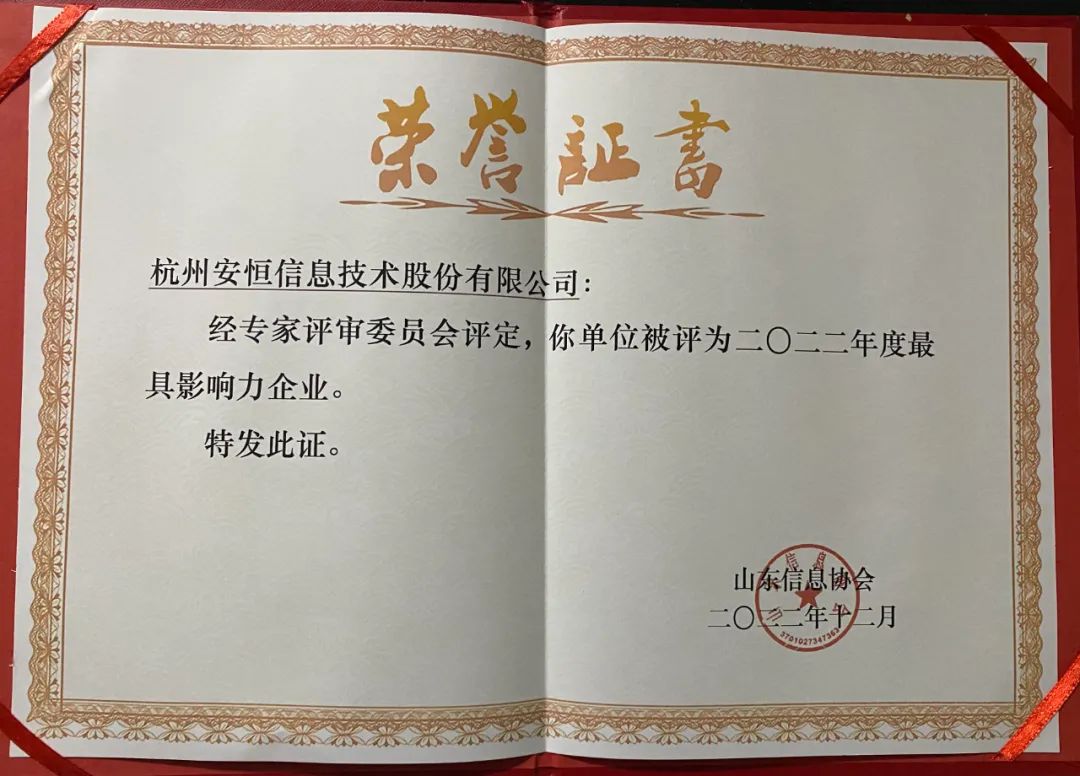 荣誉証書
杭州安恒信息技术股份有限公司：
经专家评审委员会评定，你单位被评为二〇二二年度最
具影响力企业。
特发此证。
山东信息协会
二〇二二年十二月
3701027347363